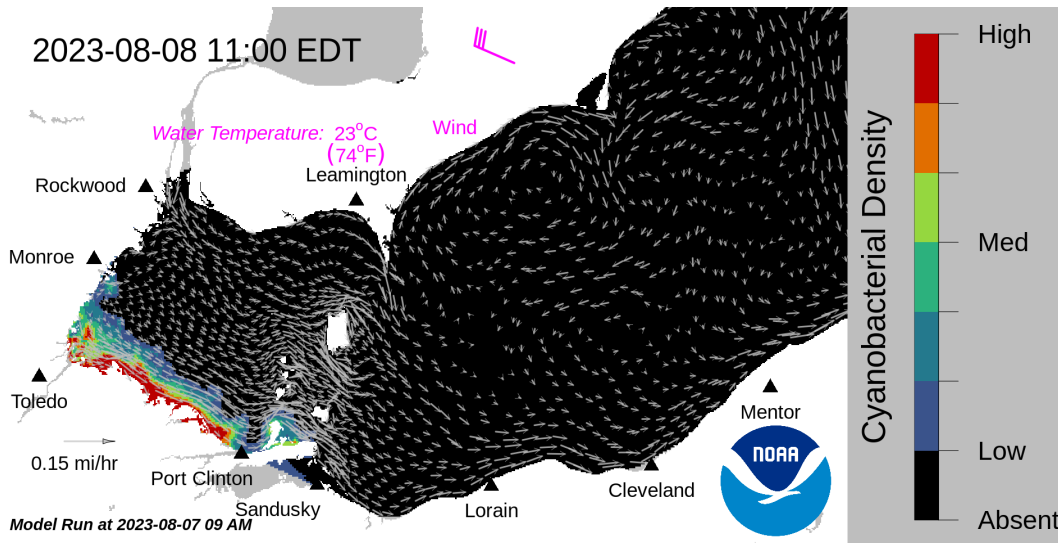 2023-08-08 11:00 EDT
Water Temperature: 23°C
(74°F)
Wind
Leamington
Rockwood
Monroe
Toledo
0.15 mi/hr
Port Clinton
Sandusky
Lorain
Cleveland
Mentor
NOAA
Model Run at 2023-08-07 09 AM
Cyanobacterial Density
High
Med
Low
Absent